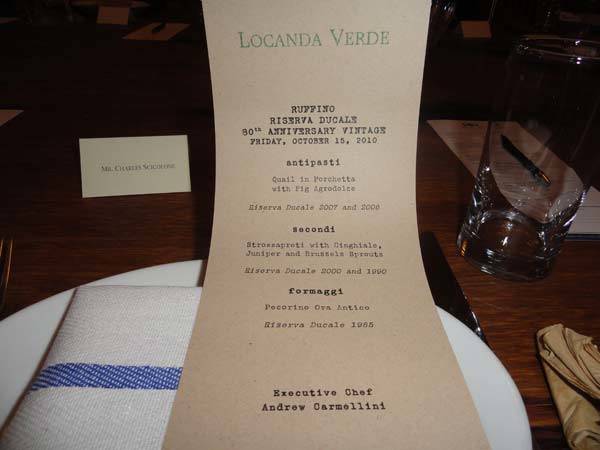 LOCANDA VERDE
RUFFINO
RISERVA DUCALE
80th ANNIVERSARY VINTAGE
FRIDAY, OCTOBER 15, 2010
antipasti
Quail in Porchetta
with Fig Agrodolce
Riserva Ducale 2007 and 2006
secondi
Strossapreti with Cinghiale,
Juniper and Brussels Sprouts
Riserva Ducale 2000 and 1990
formaggi
Pecorino Ora Antico
Riserva Ducale 1985
Executive Chef
Andrew Carmellini
MR. CHARLES SCICOLONE